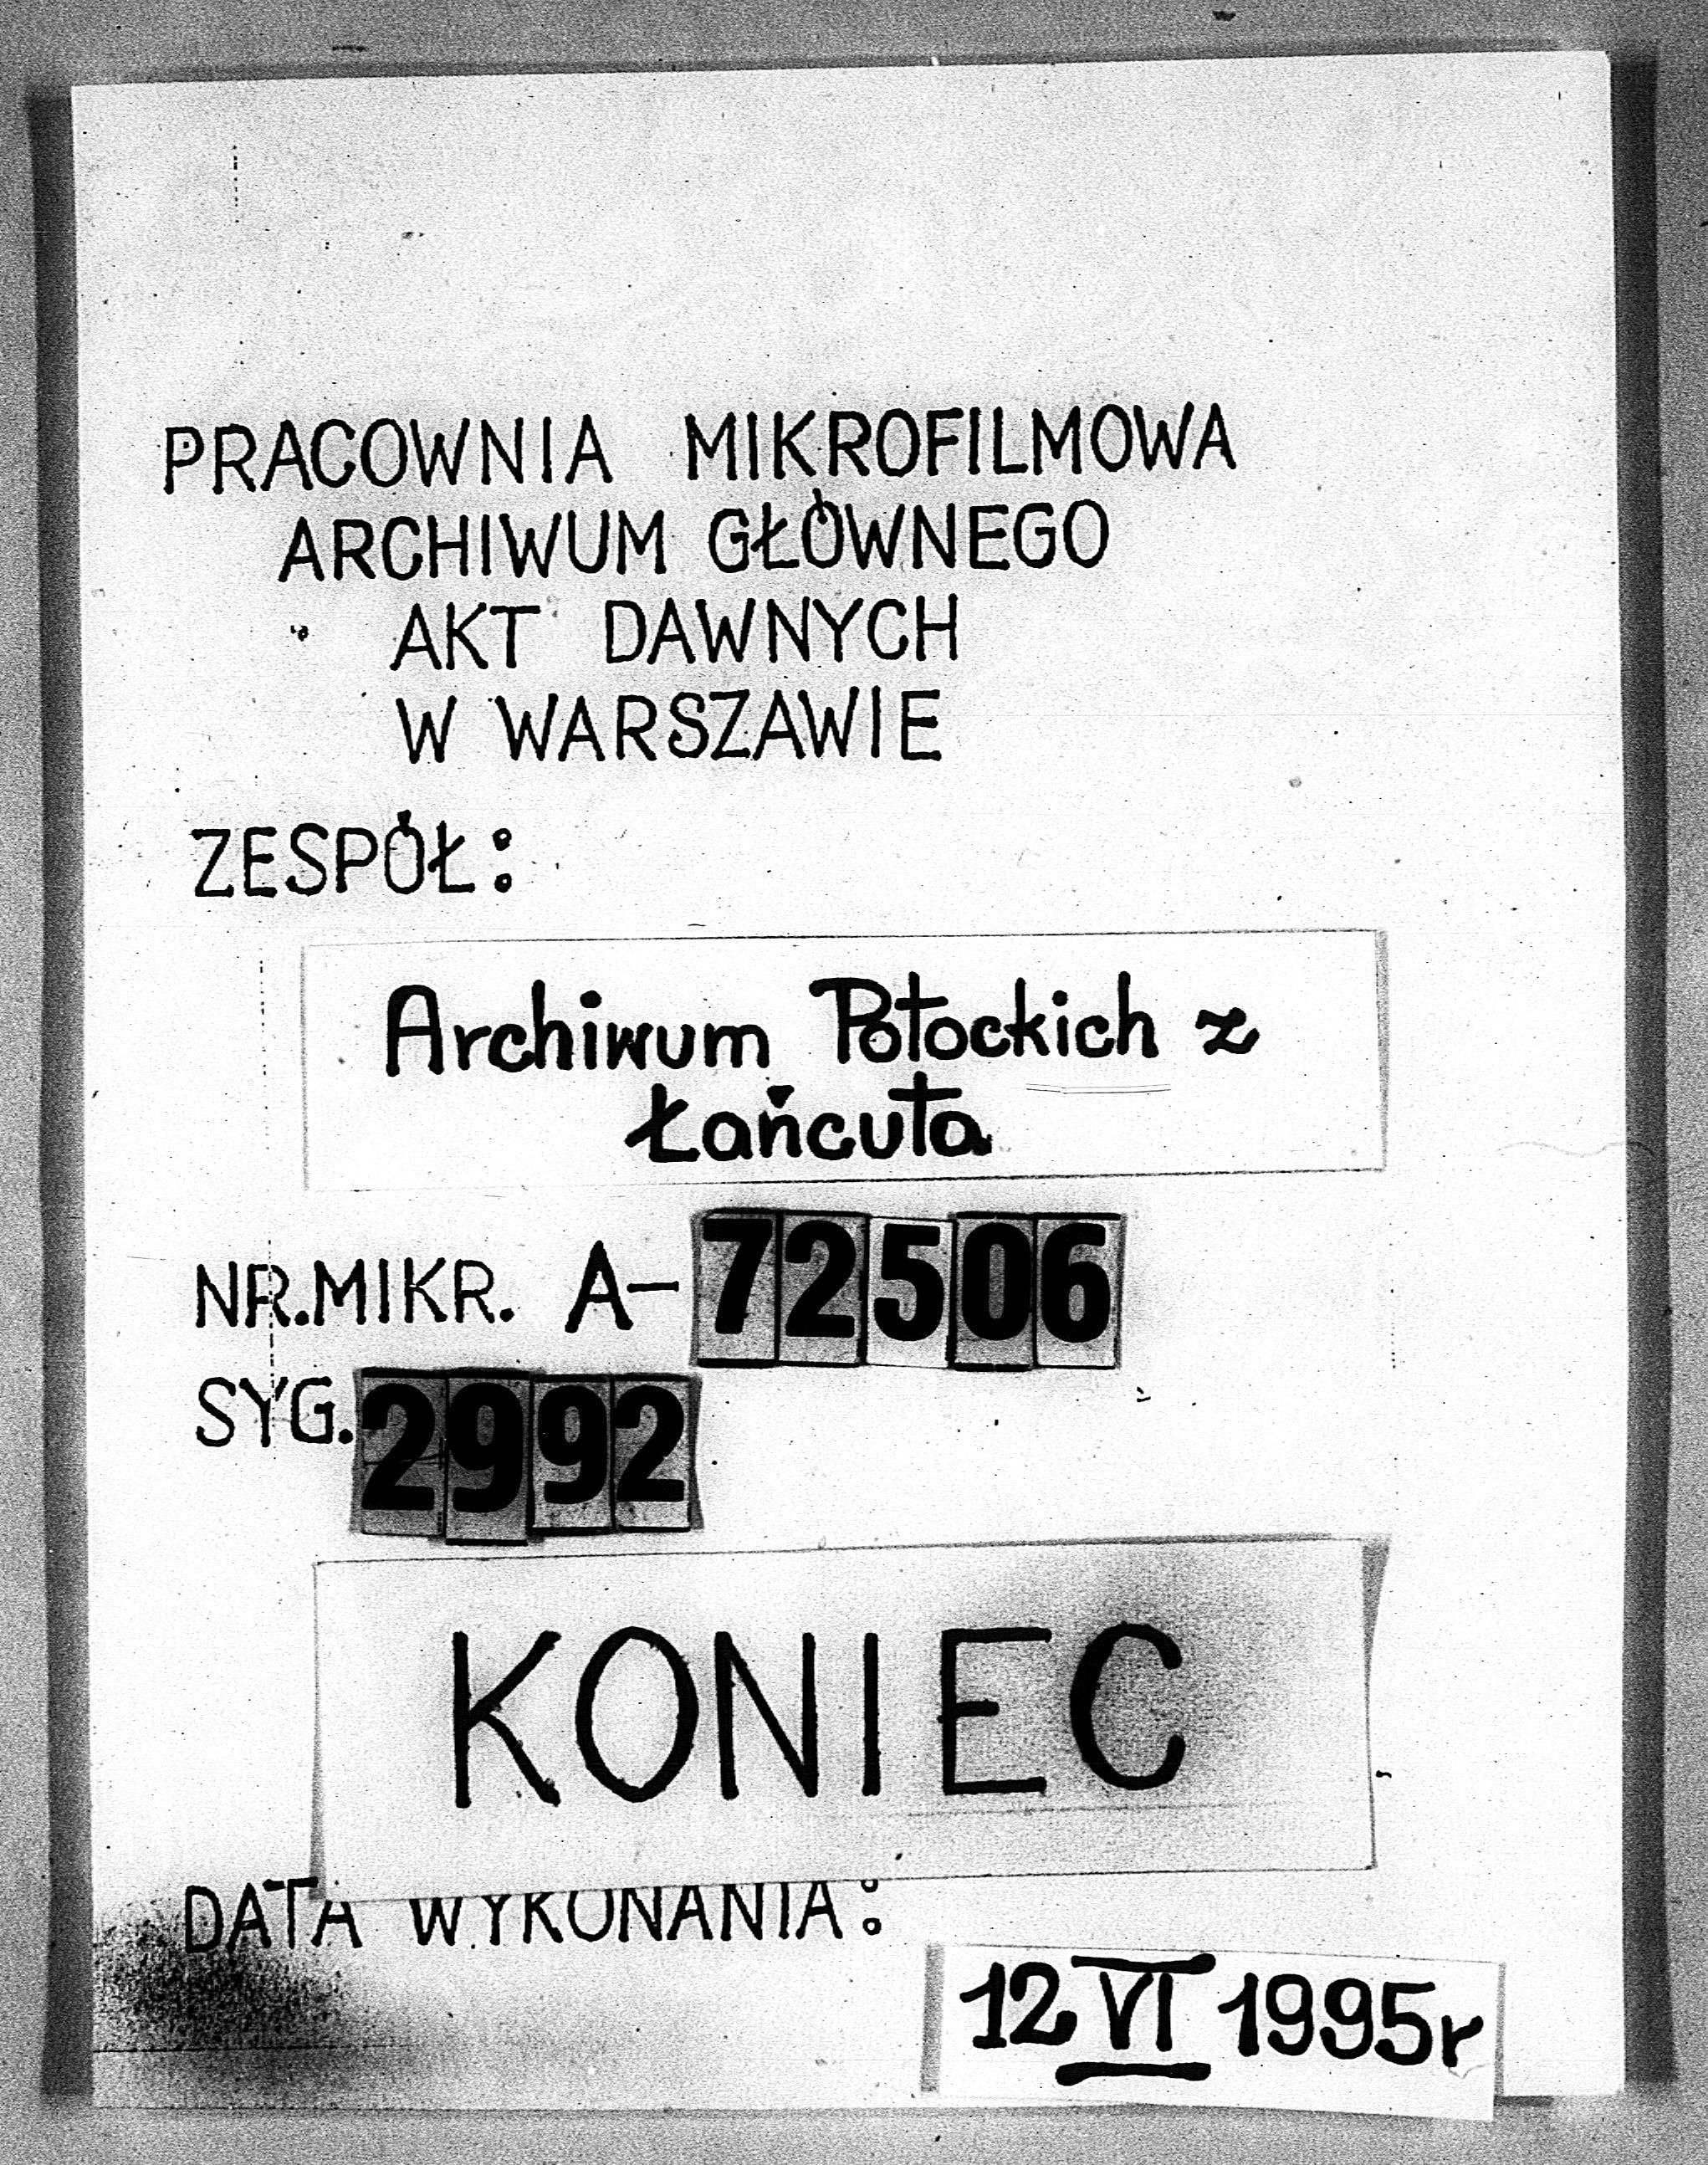 PRACOWNIA MIKROFILMOWA
ARCHIWUM GŁÓWNEGO
AKT DAWNYCH
W WARSZAWIE
ZESPÓŁ:
Archiwum Potockich z
Łańcuta
NR.MIKR. A-72506
SYG.2992
KONIEC
DATA WYKONANIA:
12 VI 1995r